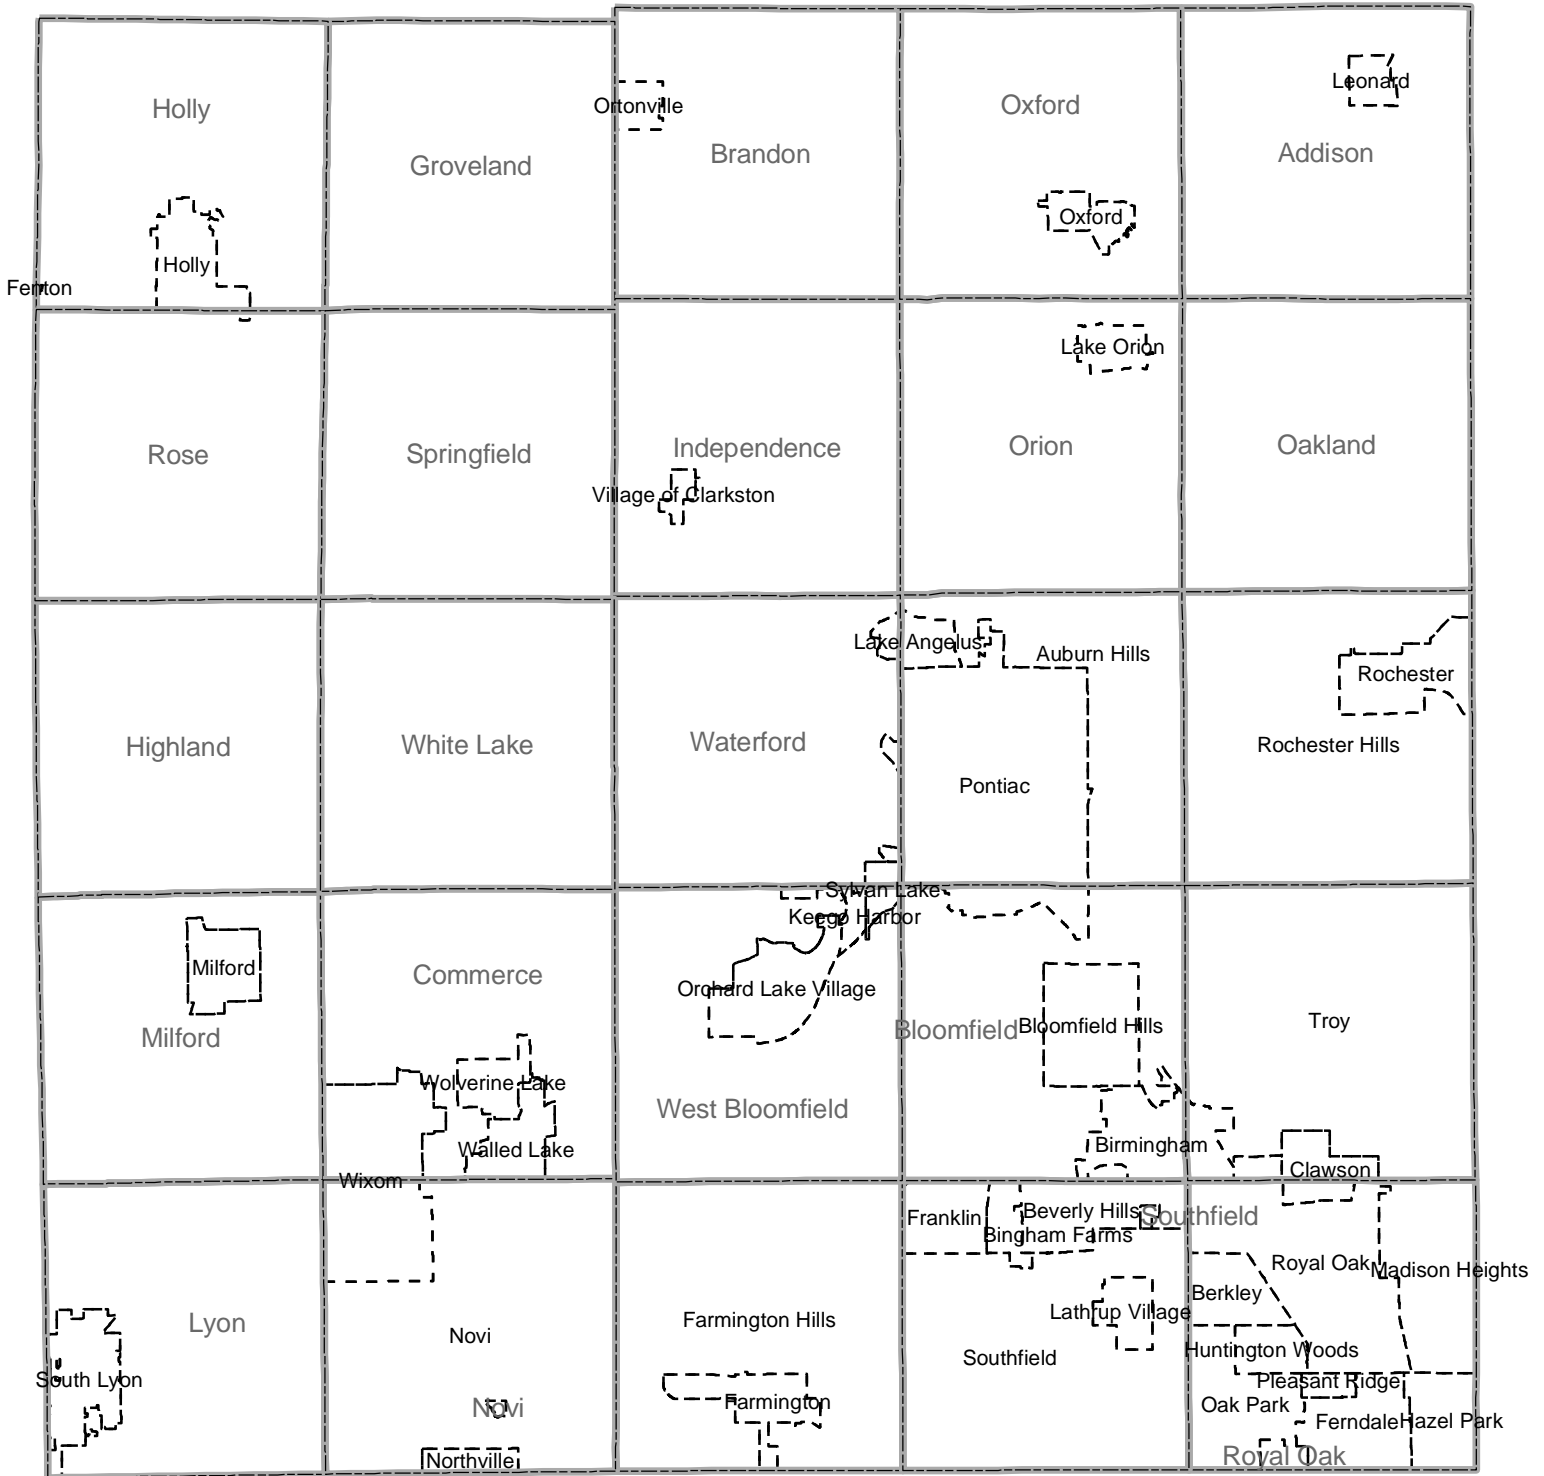 Holly
Groveland
Ortonville
Brandon
Oxford
Leonard
Addison
Holly
Fenton
Oxford
Rose
Springfield
Independence
Village of Clarkston
Lake Orion
Orion
Oakland
Highland
White Lake
Waterford
Lake Angelus
Auburn Hills
Pontiac
Rochester
Rochester Hills
Milford
Milford
Commerce
Wolverine Lake
Walled Lake
Wixom
Sylvan Lake
Keego Harbor
Orchard Lake Village
West Bloomfield
Bloomfield
Bloomfield Hills
Birmingham
Troy
Clawson
Lyon
South Lyon
Novi
Novi
Northville
Farmington Hills
Farmington
Franklin
Beverly Hills
Bingham Farms
Southfield
Lathrup Village
Southfield
Royal Oak
Madison Heights
Berkley
Huntington Woods
Pleasant Ridge
Oak Park
Ferndale
Hazel Park
Royal Oak